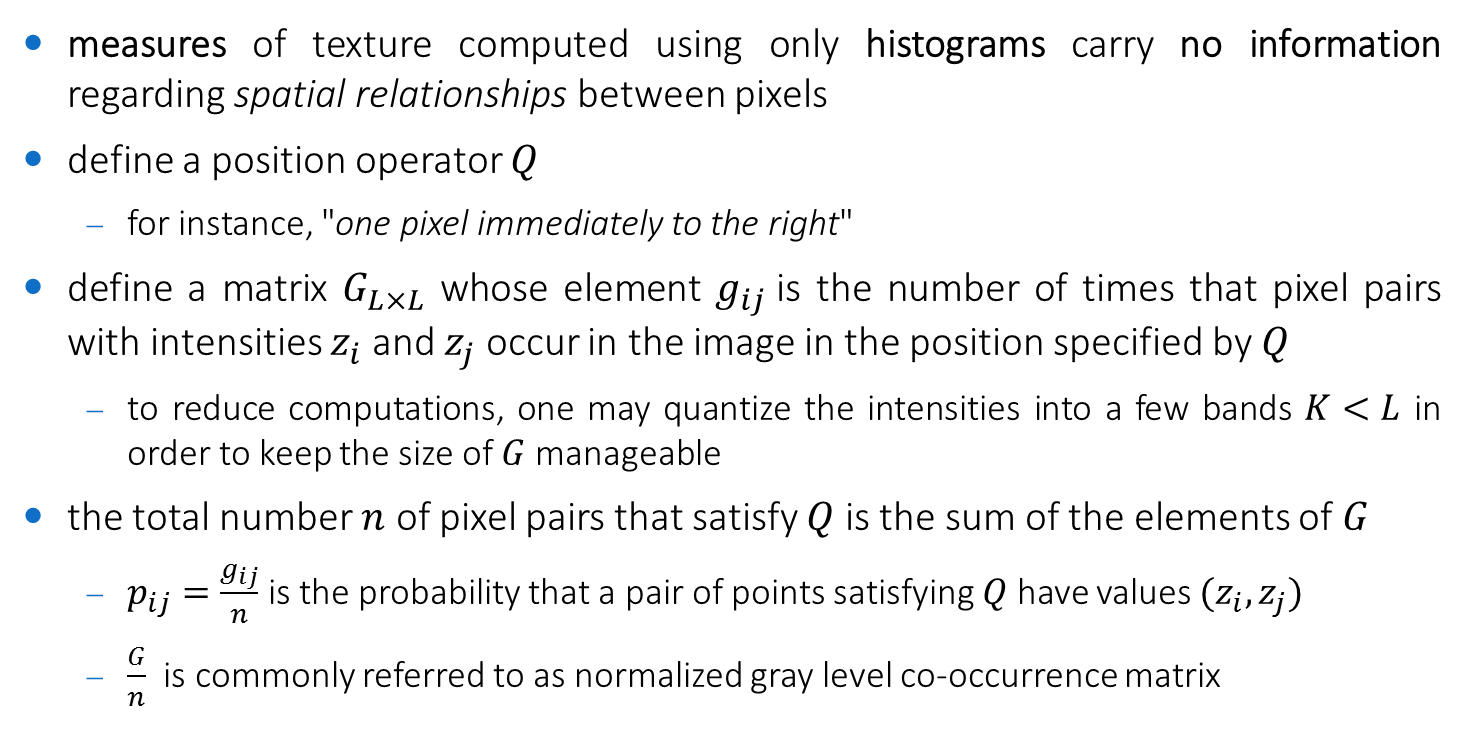 • measures of texture computed using only histograms carry no information
regarding spatial relationships between pixels
• define a position operator Q
– for instance, "one pixel immediately to the right"
• define a matrix G_{L×L} whose element g_{ij} is the number of times that pixel pairs
with intensities z_i and z_j occur in the image in the position specified by Q
– to reduce computations, one may quantize the intensities into a few bands K < L in
order to keep the size of G manageable
• the total number n of pixel pairs that satisfy Q is the sum of the elements of G
– p_{ij} = \frac{g_{ij}}{n} is the probability that a pair of points satisfying Q have values (z_i, z_j)
– \frac{G}{n} is commonly referred to as normalized gray level co-occurrence matrix